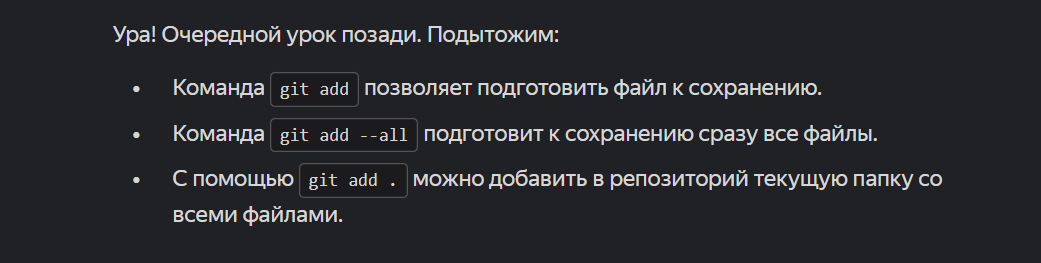 Ура! Очередной урок позади. Подытожим:
• Команда git add позволяет подготовить файл к сохранению.
• Команда git add --all подготовит к сохранению сразу все файлы.
• С помощью git add . можно добавить в репозиторий текущую папку со
всеми файлами.